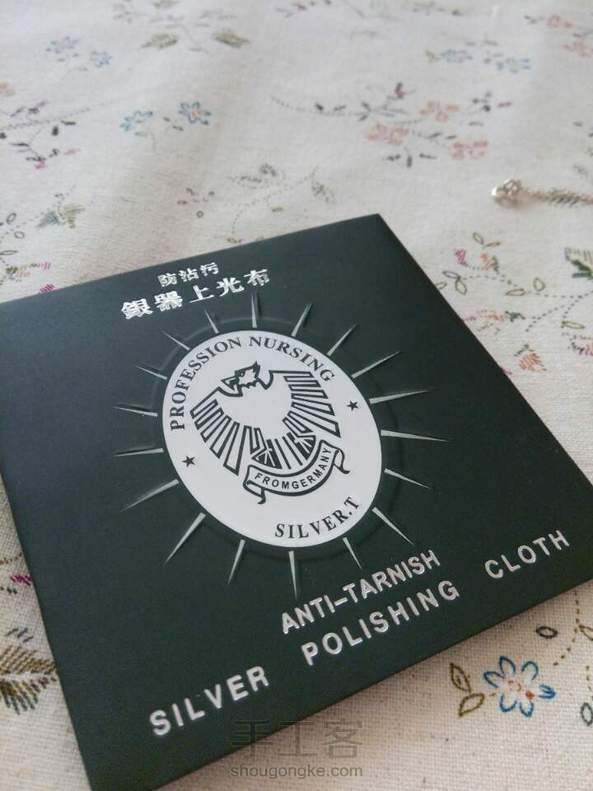 防沾污
銀器上光布
PROFESSION NURSING
FROMGERMANY
SILVER.T
ANTI-TARNISH
SILVER POLISHING CLOTH
手工客
shougongke.com